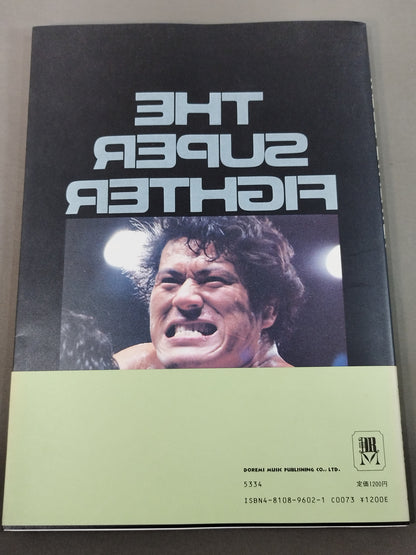 THE
SUPER
FIGHTER
DOREMI MUSIC PUBLISHING CO., LTD.
5334
定価1200円
ISBN4-8108-9602-1 C0073 ¥1200E